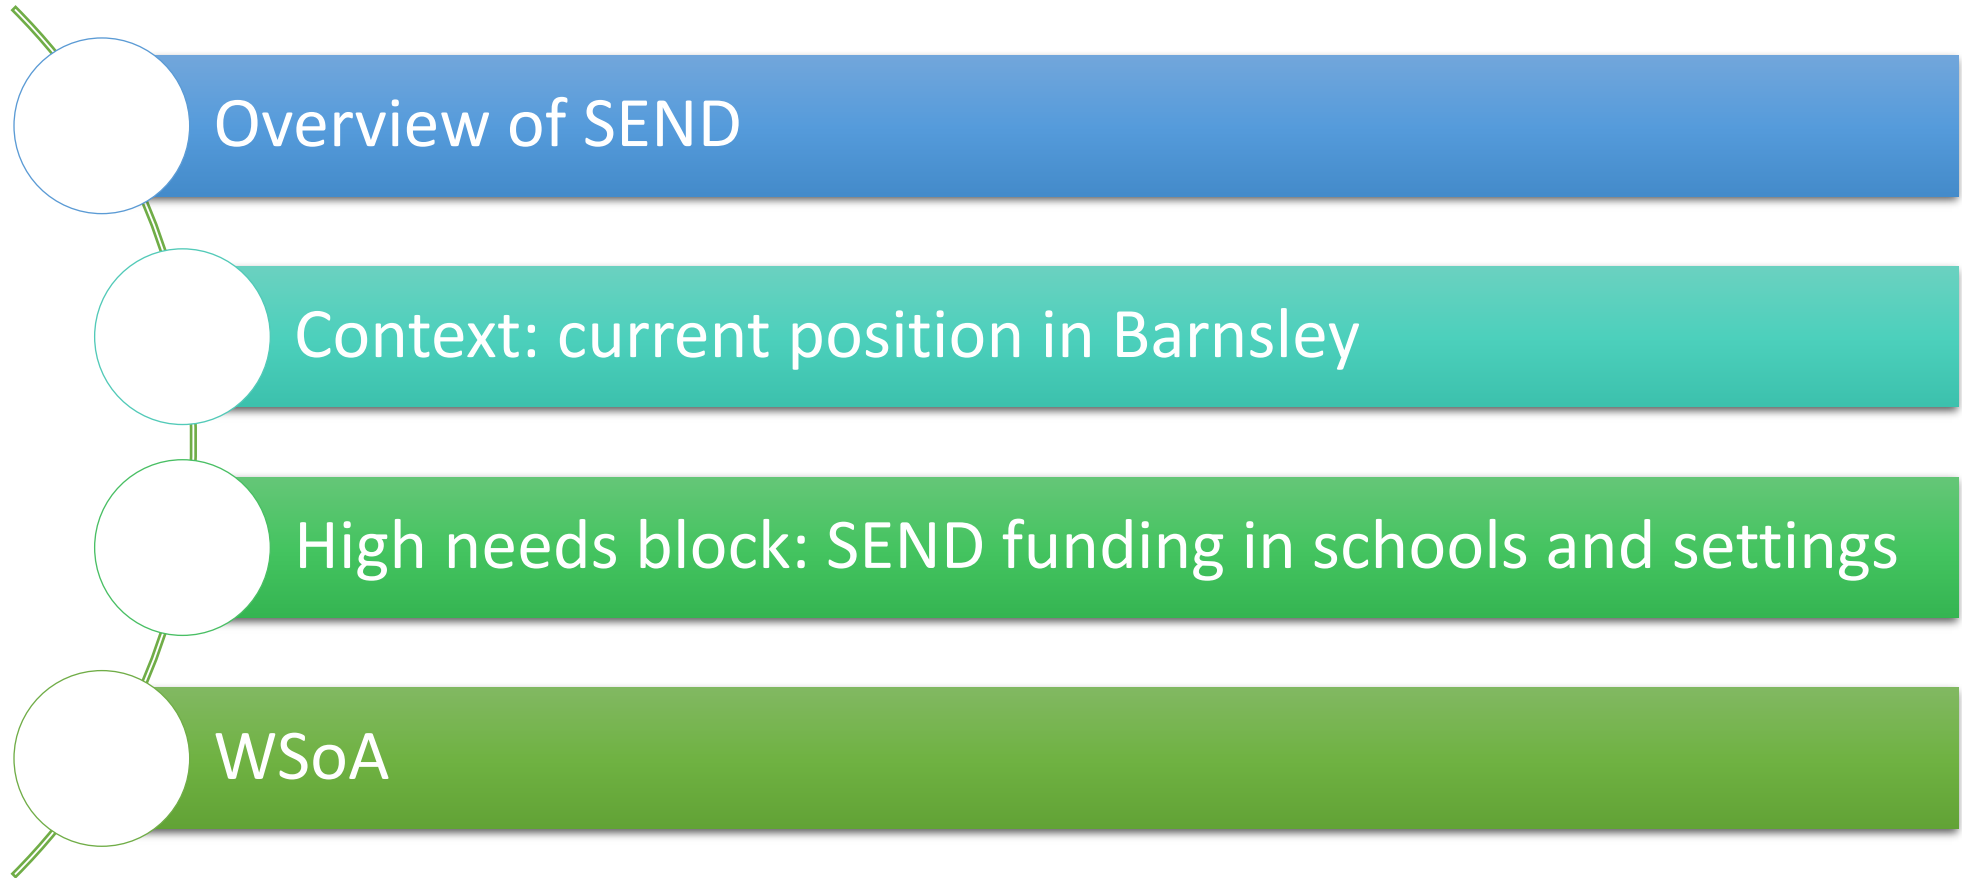 Overview of SEND
Context: current position in Barnsley
High needs block: SEND funding in schools and settings
WSoA